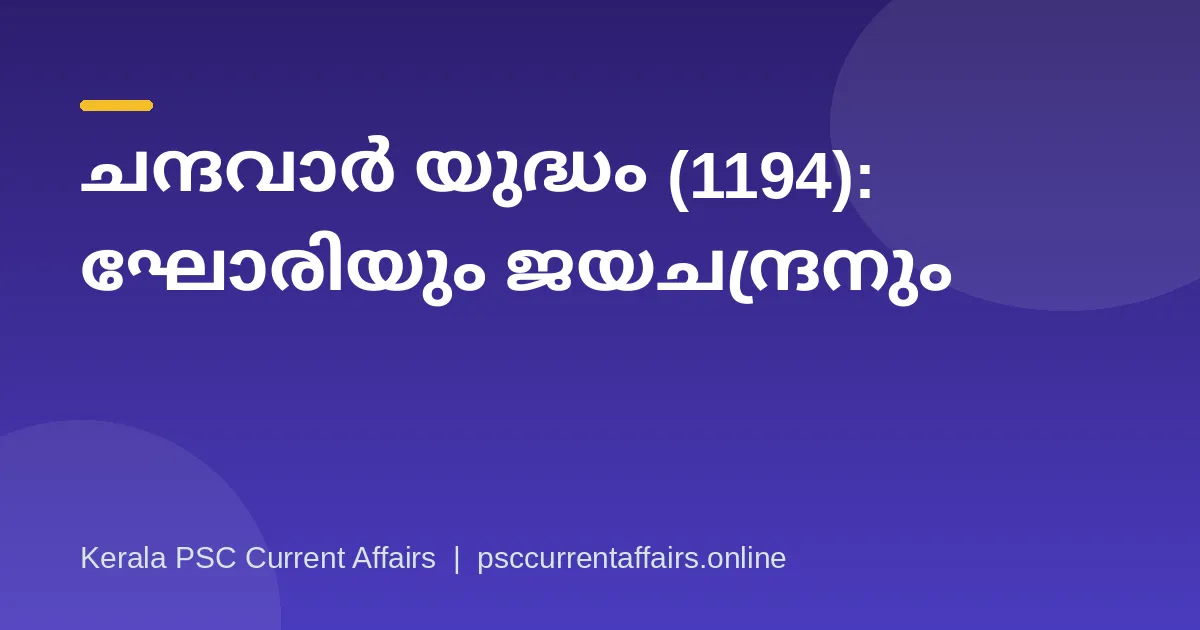 ചന്ദവാർ യുദ്ധം (1194):
ഘോരിയും ജയചന്ദ്രനും
Kerala PSC Current Affairs | psccurrentaffairs.online